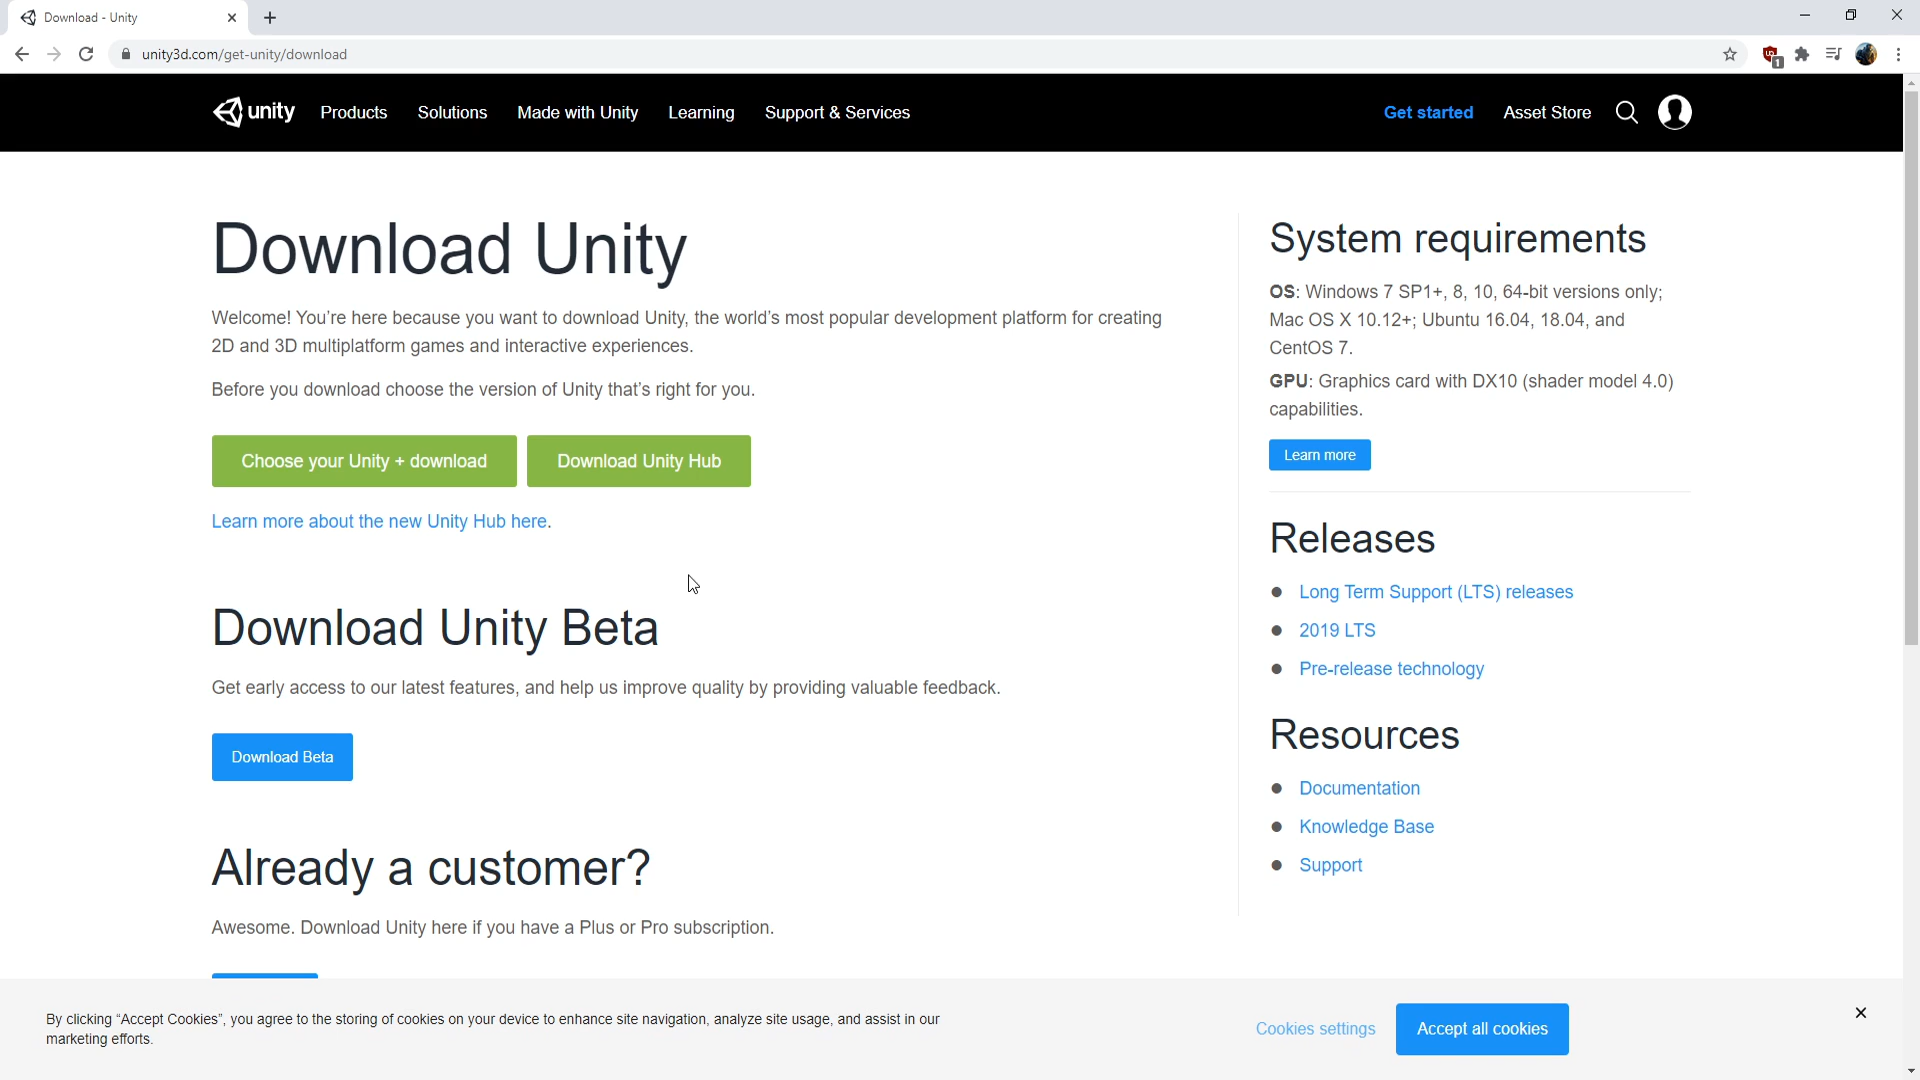 Download - Unity
unity3d.com/get-unity/download
1
unity
Products
Solutions
Made with Unity
Learning
Support & Services
Get started
Asset Store
Download Unity
Welcome! You're here because you want to download Unity, the world's most popular development platform for creating
2D and 3D multiplatform games and interactive experiences.
Before you download choose the version of Unity that's right for you.
Choose your Unity + download
Download Unity Hub
Learn more about the new Unity Hub here.
Download Unity Beta
Get early access to our latest features, and help us improve quality by providing valuable feedback.
Download Beta
Already a customer?
Awesome. Download Unity here if you have a Plus or Pro subscription.
System requirements
OS: Windows 7 SP1+, 8, 10, 64-bit versions only;
Mac OS X 10.12+; Ubuntu 16.04, 18.04, and
CentOS 7.
GPU: Graphics card with DX10 (shader model 4.0)
capabilities.
Learn more
Releases
Long Term Support (LTS) releases
2019 LTS
Pre-release technology
Resources
Documentation
Knowledge Base
Support
By clicking “Accept Cookies”, you agree to the storing of cookies on your device to enhance site navigation, analyze site usage, and assist in our
marketing efforts.
Cookies settings
Accept all cookies